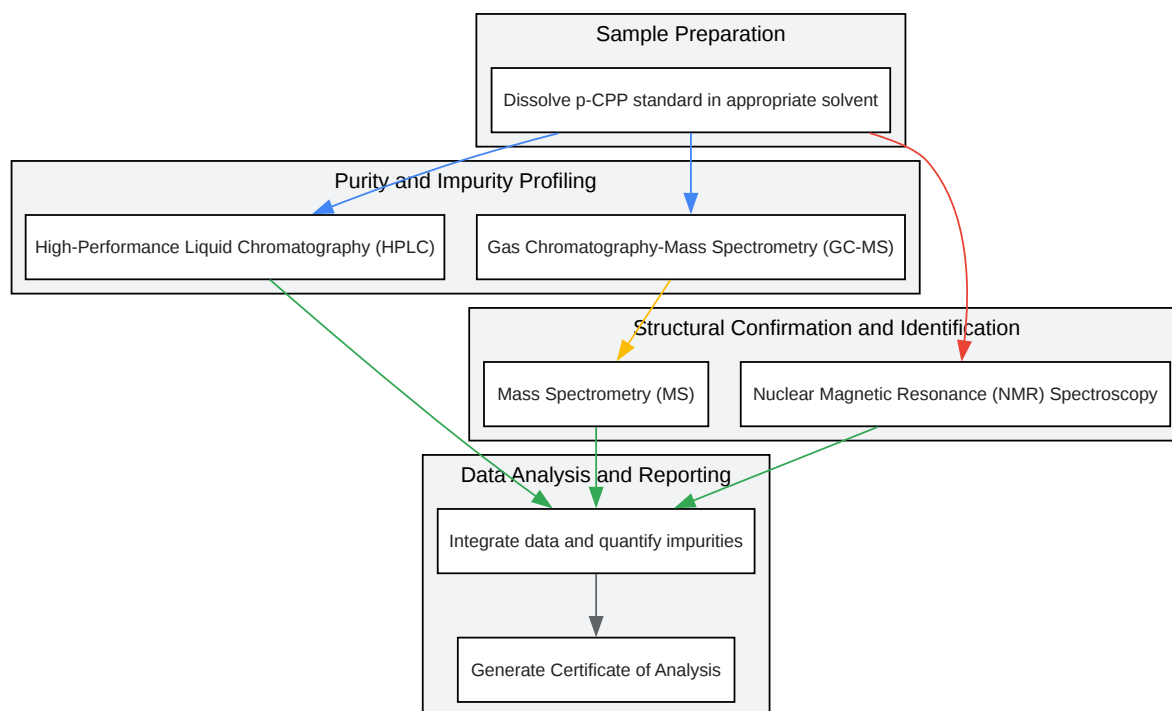 Sample Preparation
Dissolve p-CPP standard in appropriate solvent
Purity and Impurity Profiling
High-Performance Liquid Chromatography (HPLC)
Gas Chromatography-Mass Spectrometry (GC-MS)
Structural Confirmation and Identification
Mass Spectrometry (MS)
Nuclear Magnetic Resonance (NMR) Spectroscopy
Data Analysis and Reporting
Integrate data and quantify impurities
Generate Certificate of Analysis